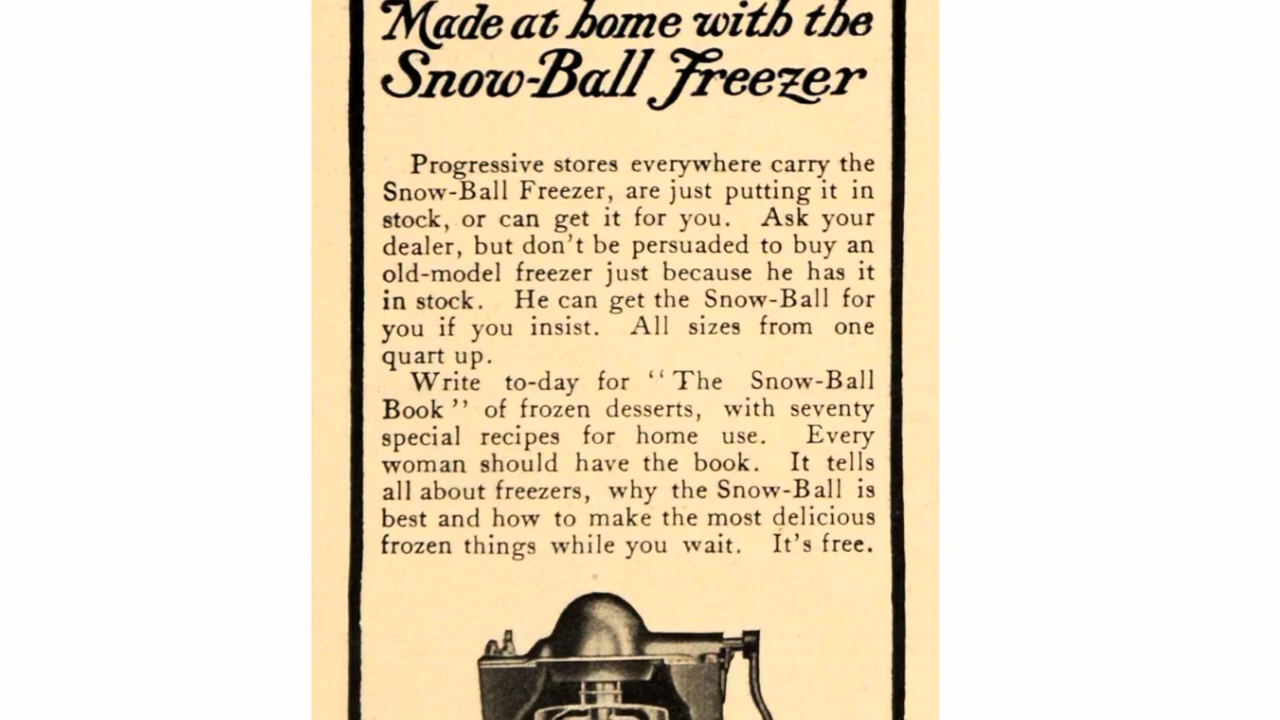 Made at home with the
Snow-Ball Freezer
Progressive stores everywhere carry the
Snow-Ball Freezer, are just putting it in
stock, or can get it for you. Ask your
dealer, but don't be persuaded to buy an
old-model freezer just because he has it
in stock. He can get the Snow-Ball for
you if you insist. All sizes from one
quart up.
Write to-day for "The Snow-Ball
Book" of frozen desserts, with seventy
special recipes for home use. Every
woman should have the book. It tells
all about freezers, why the Snow-Ball is
best and how to make the most delicious
frozen things while you wait. It's free.